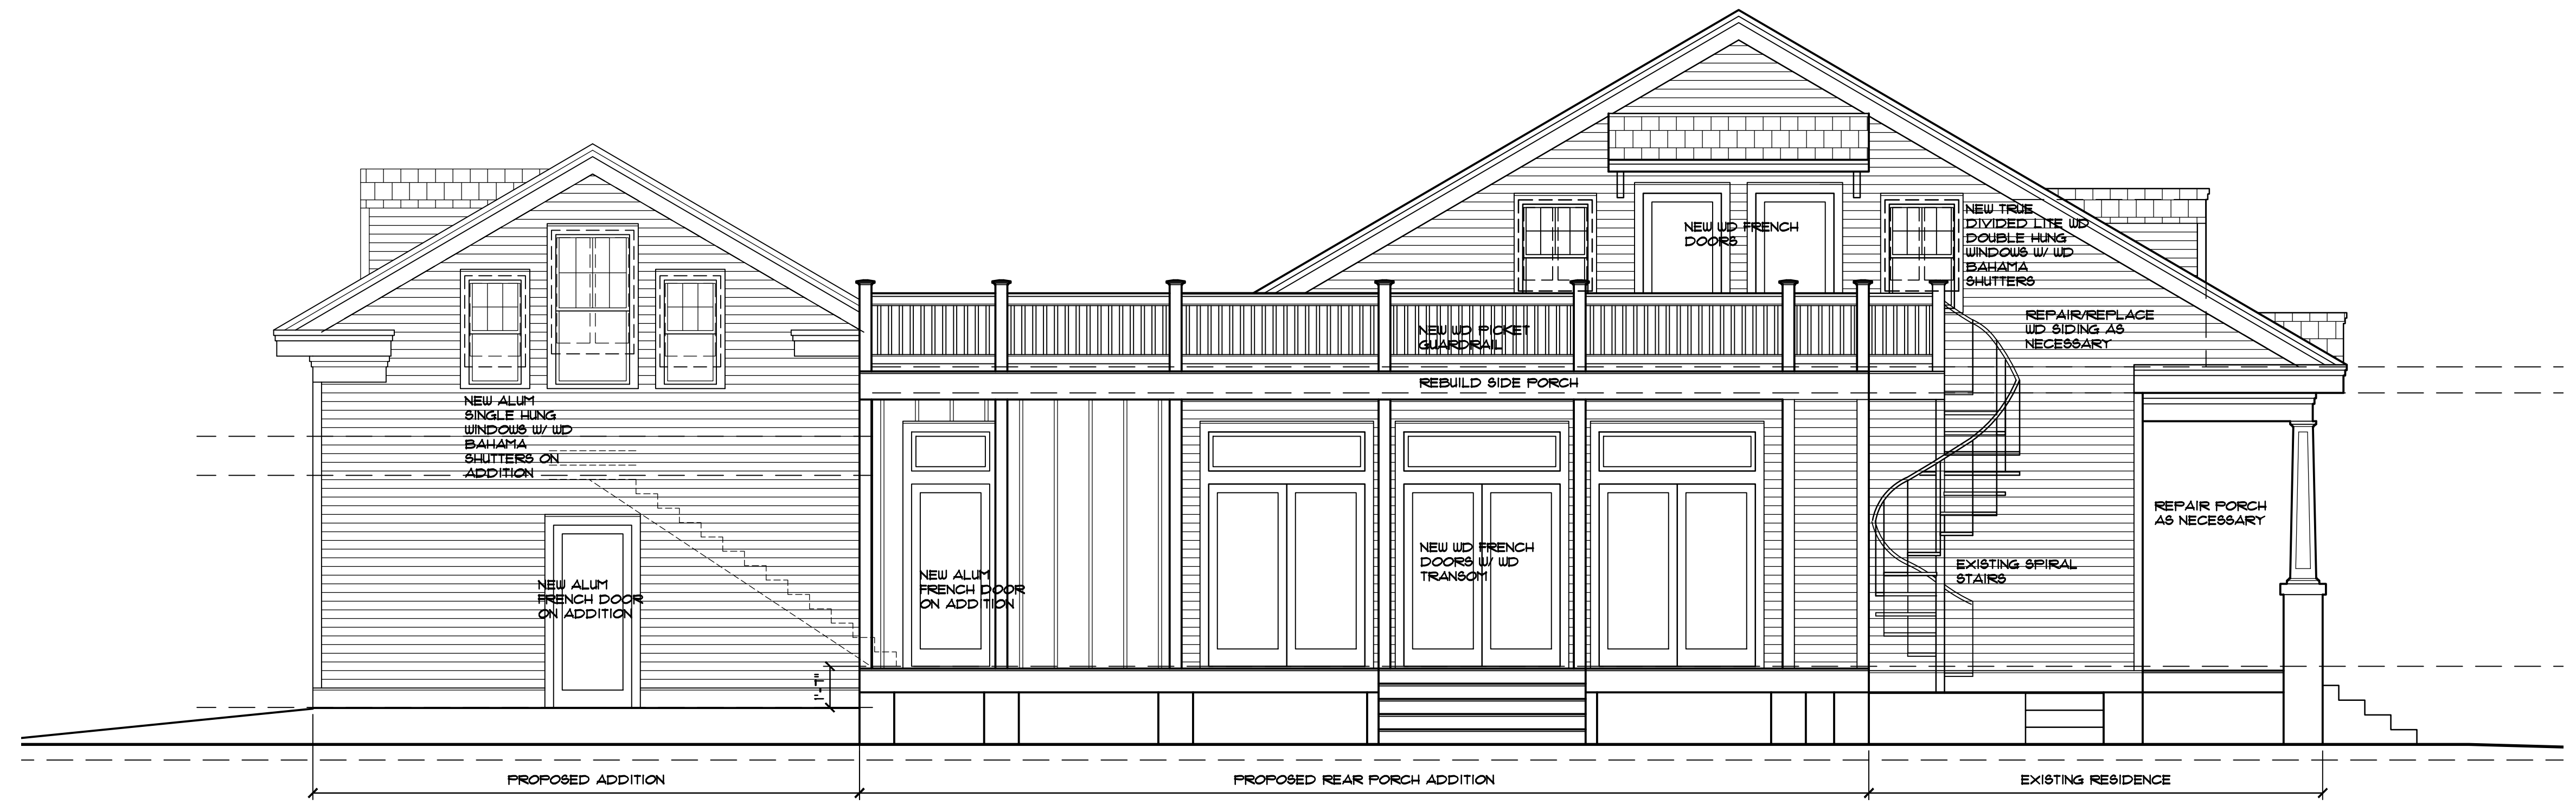 NEW WD FRENCH
DOORS
NEW TRUE
DIVIDED LITE WD
DOUBLE HUNG
WINDOWS W/ WD
BAHAMA
SHUTTERS
NEW WD PICKET
GUARDRAIL
REPAIR/REPLACE
WD SIDING AS
NECESSARY
REBUILD SIDE PORCH
NEW ALUM
SINGLE HUNG
WINDOWS W/ WD
BAHAMA
SHUTTERS ON
ADDITION
REPAIR PORCH
AS NECESSARY
NEW ALUM
FRENCH DOOR
ON ADDITION
NEW ALUM
FRENCH DOOR
ON ADDITION
NEW WD FRENCH
DOORS W/ WD
TRANSOM
EXISTING SPIRAL
STAIRS
1'-7"
PROPOSED ADDITION
PROPOSED REAR PORCH ADDITION
EXISTING RESIDENCE